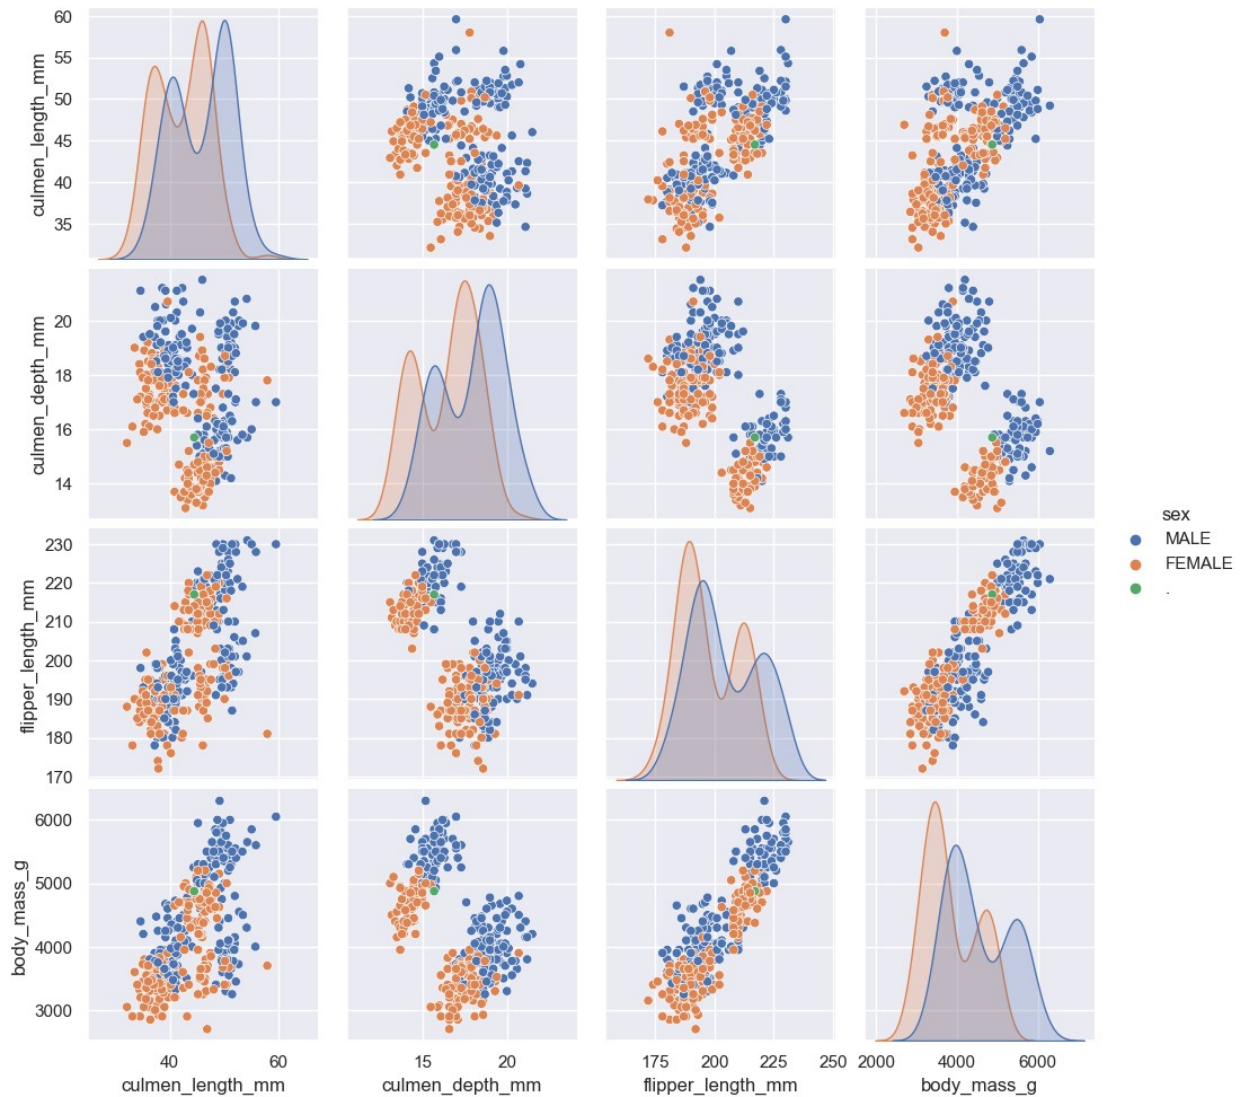 culmen_length_mm
60
55
50
45
40
35
culmen_depth_mm
20
18
16
14
flipper_length_mm
230
220
210
200
190
180
170
body_mass_g
6000
5000
4000
3000
40 60
culmen_length_mm
15 20
culmen_depth_mm
175 200 225 250
flipper_length_mm
2000 4000 6000
body_mass_g
sex
MALE
FEMALE
.